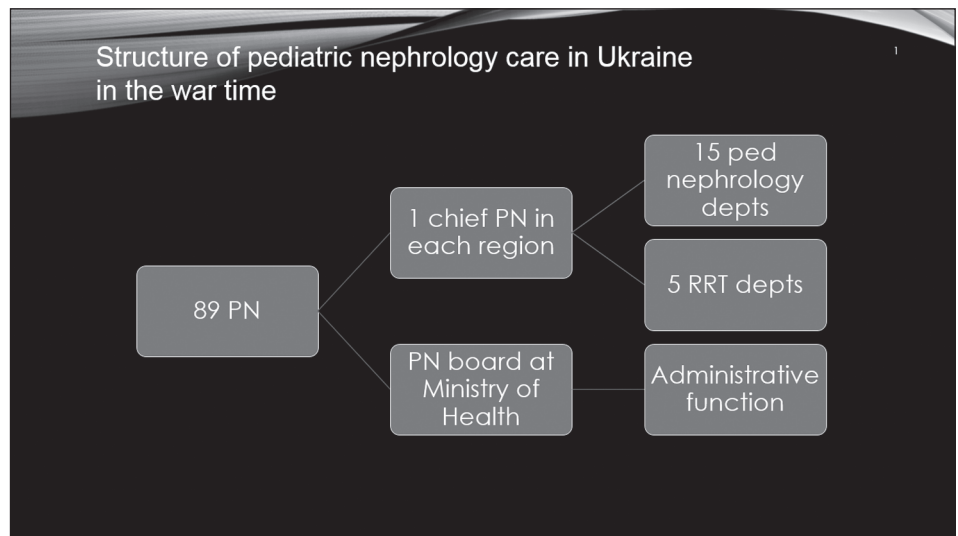 Structure of pediatric nephrology care in Ukraine
in the war time
1
89 PN
1 chief PN in
each region
15 ped
nephrology
depts
5 RRT depts
PN board at
Ministry of
Health
Administrative
function